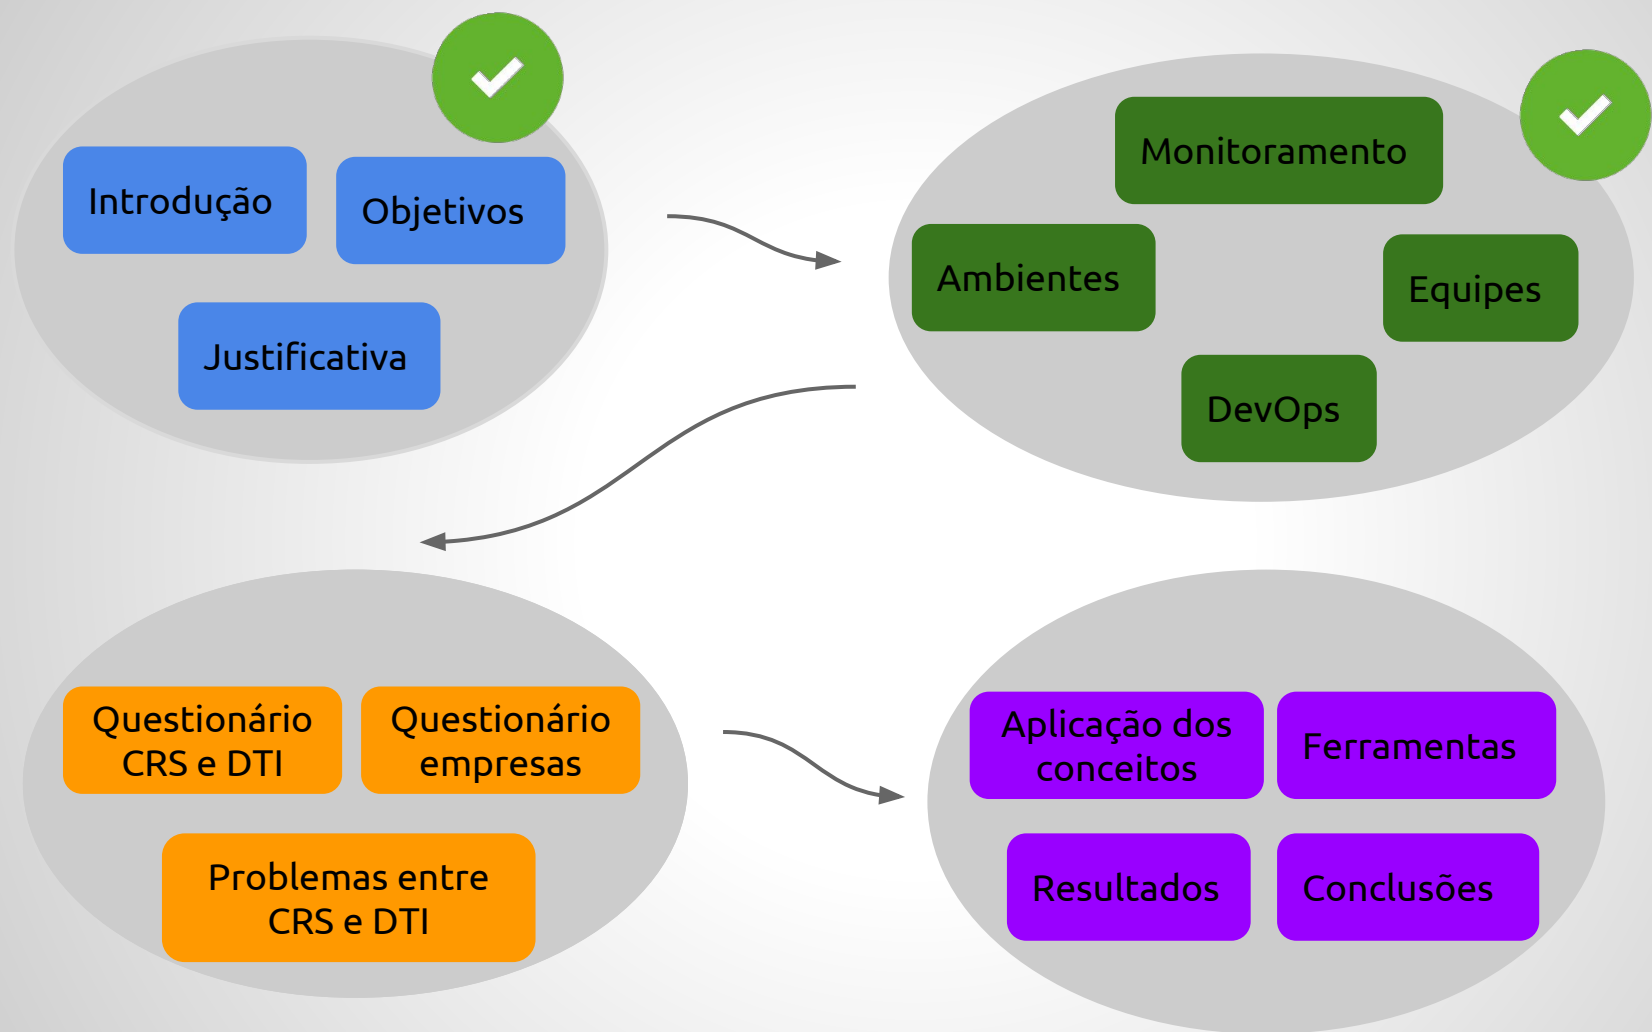 Introdução
Objetivos
Justificativa
Monitoramento
Ambientes
Equipes
DevOps
Questionário
CRS e DTI
Questionário
empresas
Problemas entre
CRS e DTI
Aplicação dos
conceitos
Ferramentas
Resultados
Conclusões